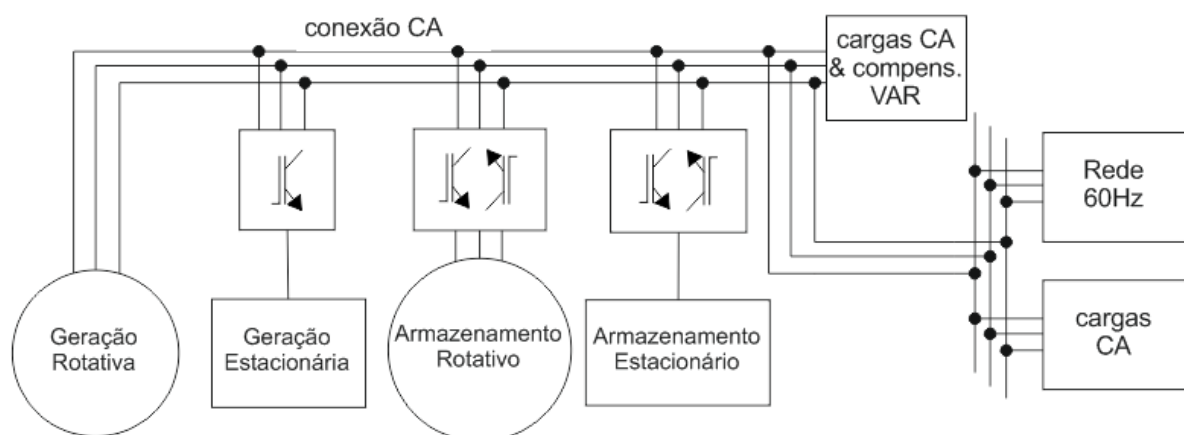 conexão CA
cargas CA
& compens.
VAR
Rede
60Hz
Geração
Rotativa
Geração
Estacionária
Armazenamento
Rotativo
Armazenamento
Estacionário
cargas
CA